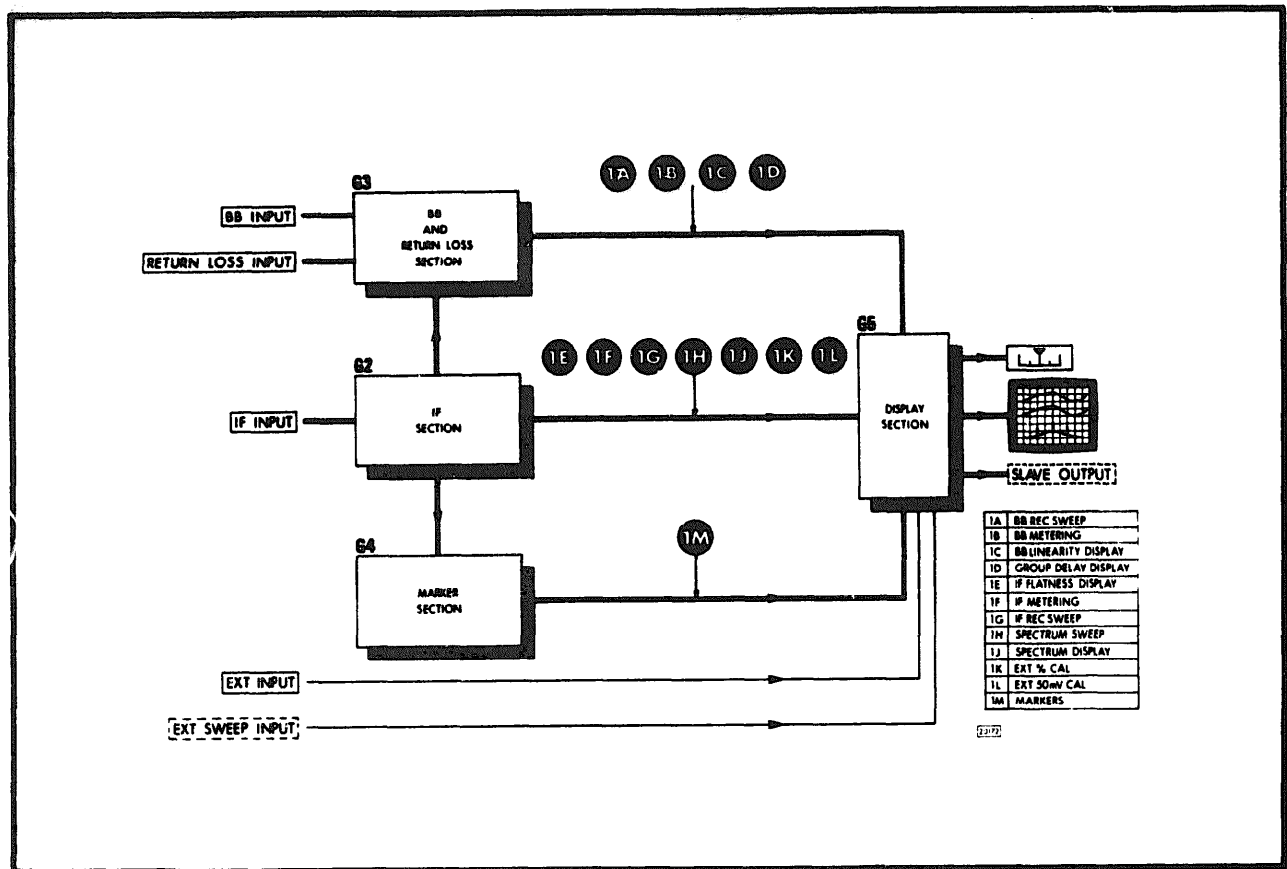 G3
BB
AND
RETURN LOSS
SECTION
BB INPUT
RETURN LOSS INPUT
1A 1B 1C 1D
G2
IF
SECTION
IF INPUT
1E 1F 1G 1H 1J 1K 1L
G5
DISPLAY
SECTION
SLAVE OUTPUT
G4
MARKER
SECTION
1M
EXT INPUT
EXT SWEEP INPUT
1A BB REC SWEEP
1B BB METERING
1C BB LINEARITY DISPLAY
1D GROUP DELAY DISPLAY
1E IF FLATNESS DISPLAY
1F IF METERING
1G IF REC SWEEP
1H SPECTRUM SWEEP
1J SPECTRUM DISPLAY
1K EXT % CAL
1L EXT 50mV CAL
1M MARKERS